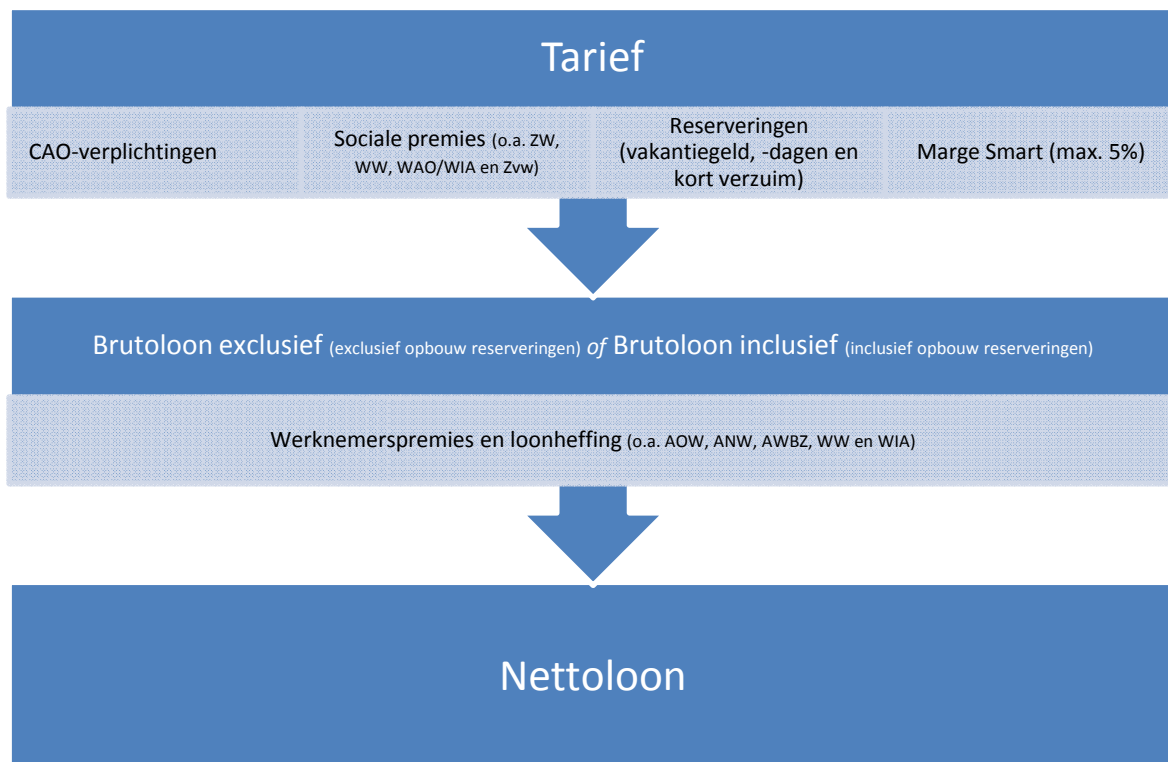 Tarief
CAO-verplichtingen
Sociale premies (o.a. ZW,
WW, WAO/WIA en Zvw)
Reserveringen
(vakantiegeld, -dagen en
kort verzuim)
Marge Smart (max. 5%)
Brutoloon exclusief (exclusief opbouw reserveringen) of Brutoloon inclusief (inclusief opbouw reserveringen)
Werknemerspremies en loonheffing (o.a. AOW, ANW, AWBZ, WW en WIA)
Nettoloon